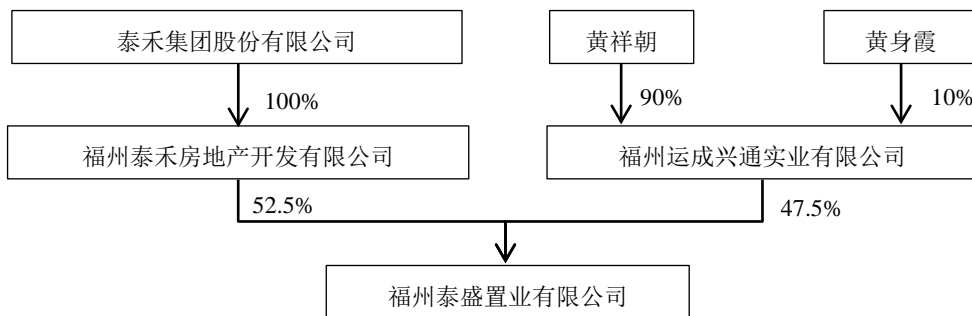 泰禾集团股份有限公司
黄祥朝
黄身霞
100%
90%
10%
福州泰禾房地产开发有限公司
福州运成兴通实业有限公司
52.5%
47.5%
福州泰盛置业有限公司